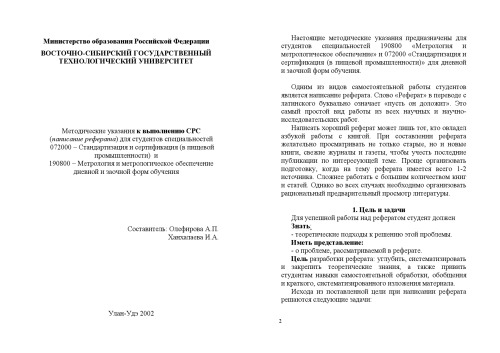 Министерство образования Российской Федерации
ВОСТОЧНО-СИБИРСКИЙ ГОСУДАРСТВЕННЫЙ
ТЕХНОЛОГИЧЕСКИЙ УНИВЕРСИТЕТ
Методические указания к выполнению СРС
(написание реферата) для студентов специальностей
072000 – Стандартизация и сертификация (в пищевой
промышленности) и
190800 – Метрология и метрологическое обеспечение
дневной и заочной форм обучения
Составитель: Олефирова А.П.
Ханхалаева И.А.
Улан-Удэ 2002
Настоящие методические указания предназначены для
студентов специальностей 190800 «Метрология и
метрологическое обеспечение» и 072000 «Стандартизация и
сертификация (в пищевой промышленности)» для дневной
и заочной форм обучения.
Одним из видов самостоятельной работы студентов
является написание реферата. Слово «Реферат» в переводе с
латинского буквально означает «пусть он доложит». Это
самый простой вид работы из всех научных и научно-
исследовательских работ.
Написать хороший реферат может лишь тот, кто овладел
азбукой работы с книгой. При составлении реферата
желательно просматривать не только старые, но и новые
книги, свежие журналы и газеты, чтобы учесть последние
публикации по интересующей теме. Проще организовать
подготовку, когда на тему реферата имеется всего 1-2
источника. Сложнее работать с большим количеством книг
и статей. Однако во всех случаях необходимо организовать
рациональный предварительный просмотр литературы.
1. Цель и задачи
Для успешной работы над рефератом студент должен
Знать:
- теоретические подходы к решению этой проблемы.
Иметь представление:
- о проблеме, рассматриваемой в реферате.
Цель разработки реферата: углубить, систематизировать
и закрепить теоретические знания, а также привить
студентам навыки самостоятельной обработки, обобщения
и краткого, систематизированного изложения материала.
Исходя из поставленной цели при написании реферата
решаются следующие задачи:
2